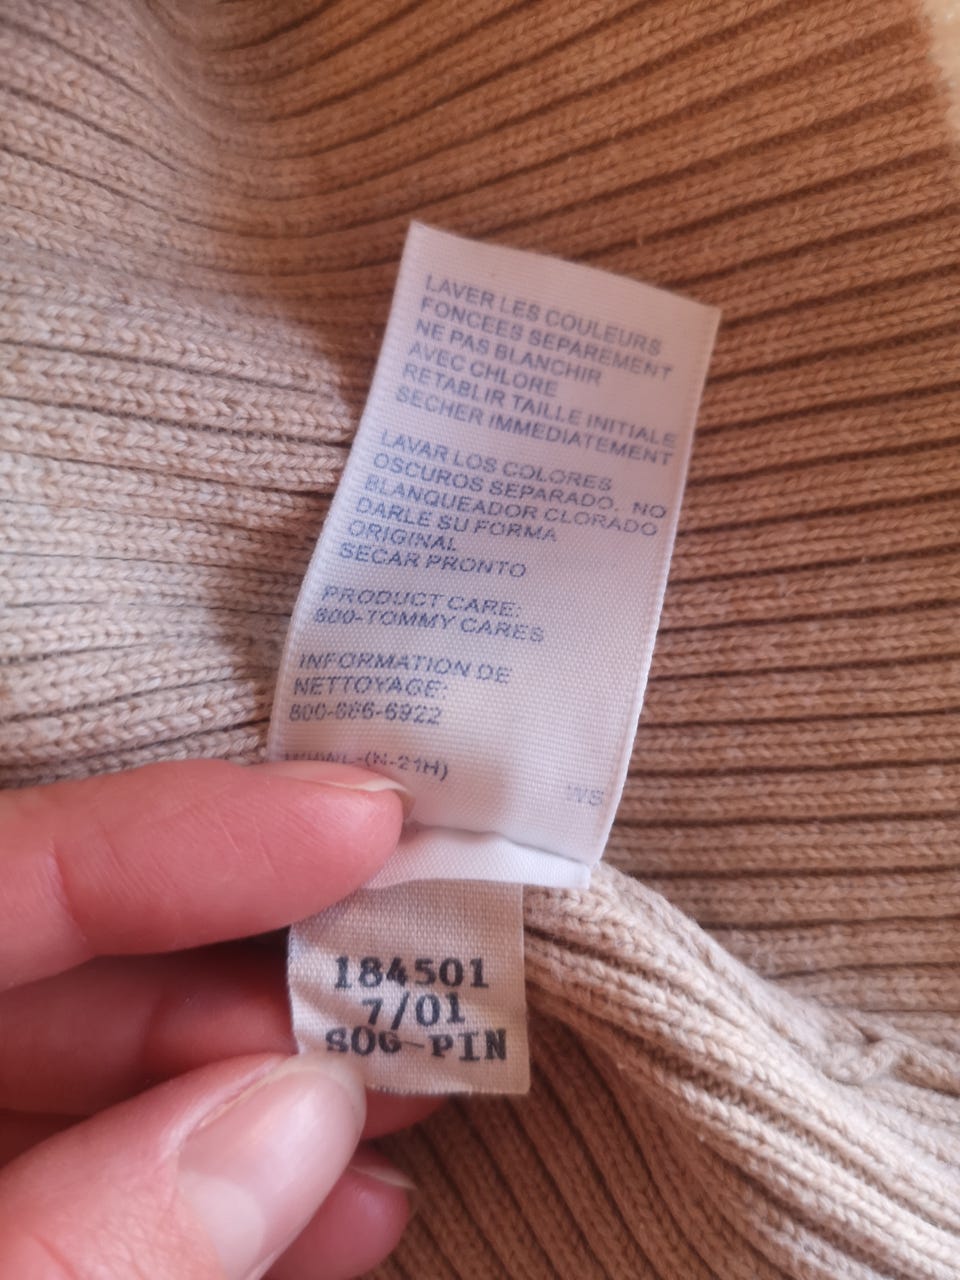 LAVER LES COULEURS
FONCEES SEPAREMENT
NE PAS BLANCHIR
AVEC CHLORE
RETABLIR TAILLE INITIALE
SECHER IMMEDIATEMENT
LAVAR LOS COLORES
OSCUROS SEPARADO. NO
BLANQUEADOR CLORADO
DARLE SU FORMA
ORIGINAL
SECAR PRONTO
PRODUCT CARE:
800-TOMMY CARES
INFORMATION DE
NETTOYAGE:
800-866-6922
(N-21H)
WS
184501
7/01
SOG-PIN